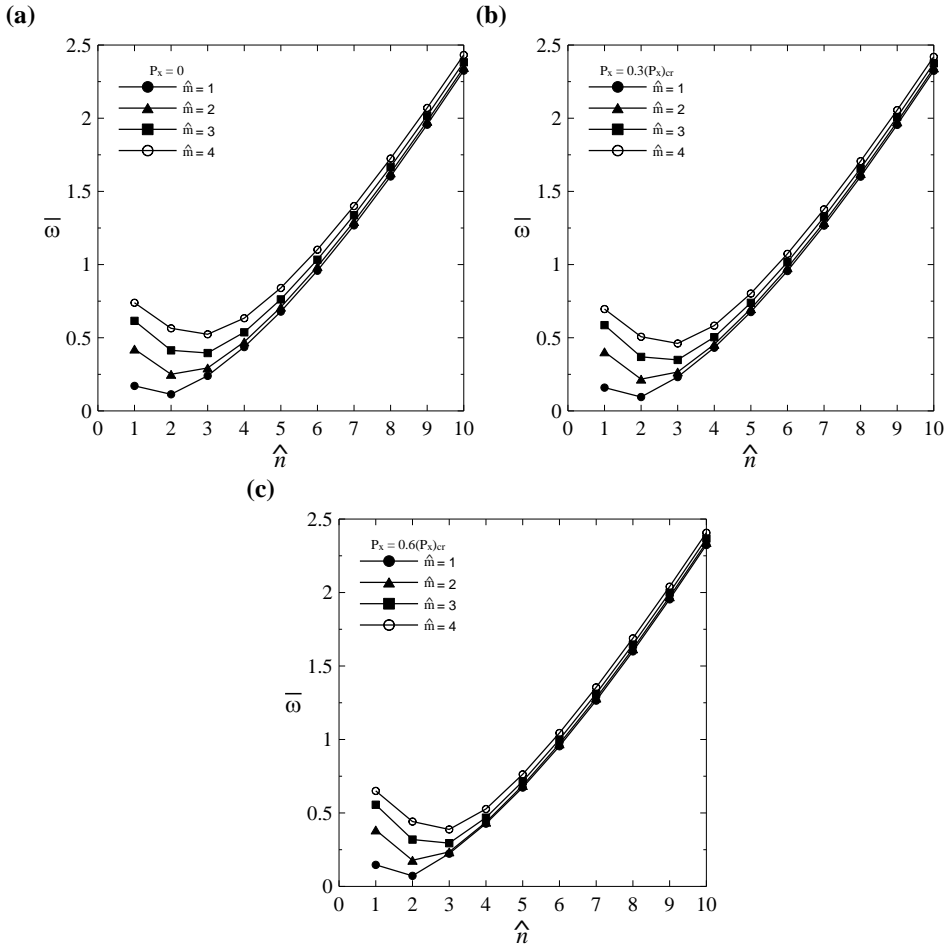 (a)
2.5
2
1.5
1
0.5
0
P_x = 0
m̂ = 1
m̂ = 2
m̂ = 3
m̂ = 4
ω̅
0 1 2 3 4 5 6 7 8 9 10
n̂
(b)
2.5
2
1.5
1
0.5
0
P_x = 0.3(P_x)_cr
m̂ = 1
m̂ = 2
m̂ = 3
m̂ = 4
ω̅
0 1 2 3 4 5 6 7 8 9 10
n̂
(c)
2.5
2
1.5
1
0.5
0
P_x = 0.6(P_x)_cr
m̂ = 1
m̂ = 2
m̂ = 3
m̂ = 4
ω̅
0 1 2 3 4 5 6 7 8 9 10
n̂